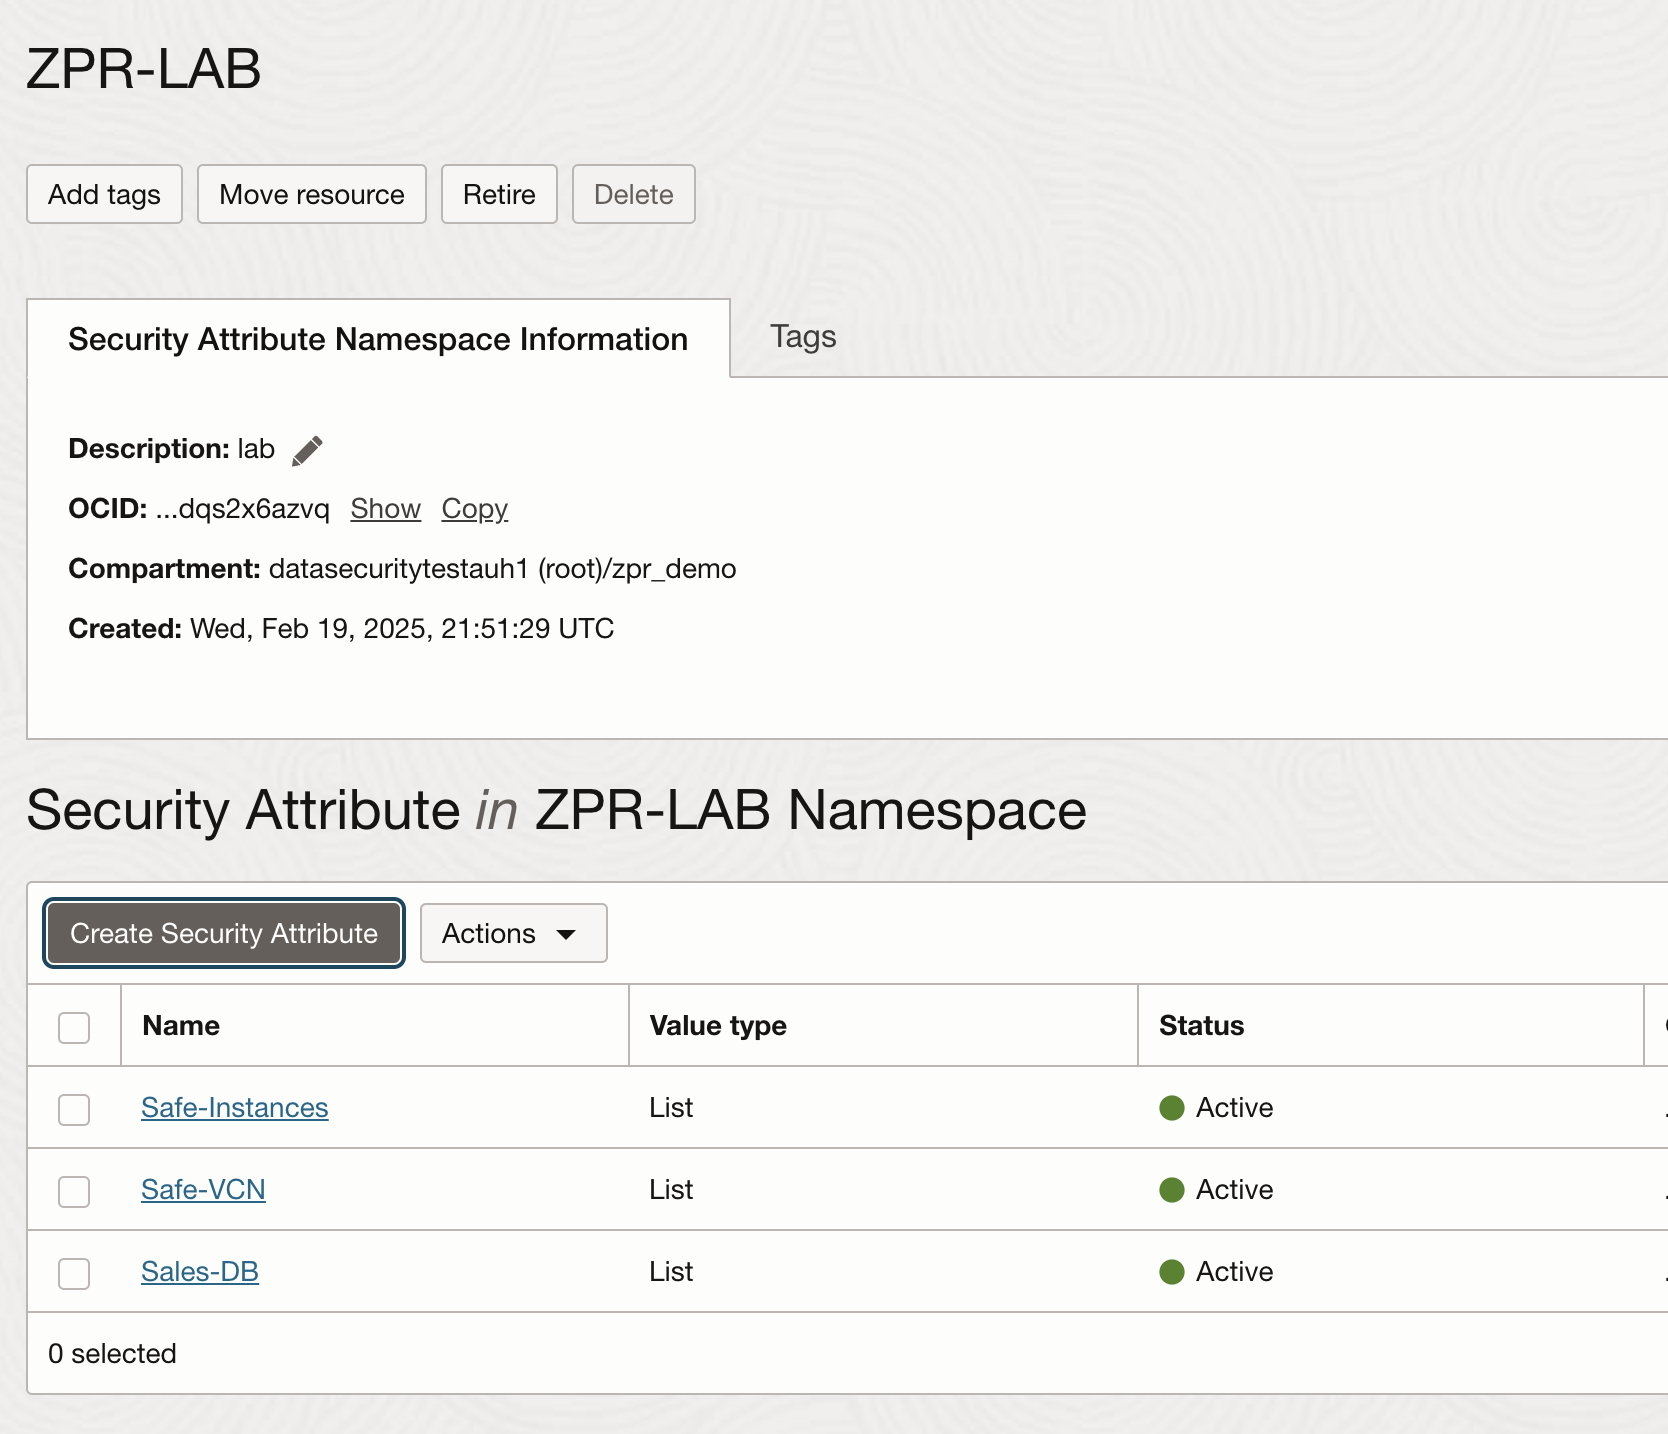 ZPR-LAB
Add tags Move resource Retire Delete
Security Attribute Namespace Information Tags
Description: lab
OCID: ...dqs2x6azvq Show Copy
Compartment: datasecuritytestauh1 (root)/zpr_demo
Created: Wed, Feb 19, 2025, 21:51:29 UTC
Security Attribute in ZPR-LAB Namespace
Create Security Attribute Actions
Name Value type Status
Safe-Instances List Active
Safe-VCN List Active
Sales-DB List Active
0 selected